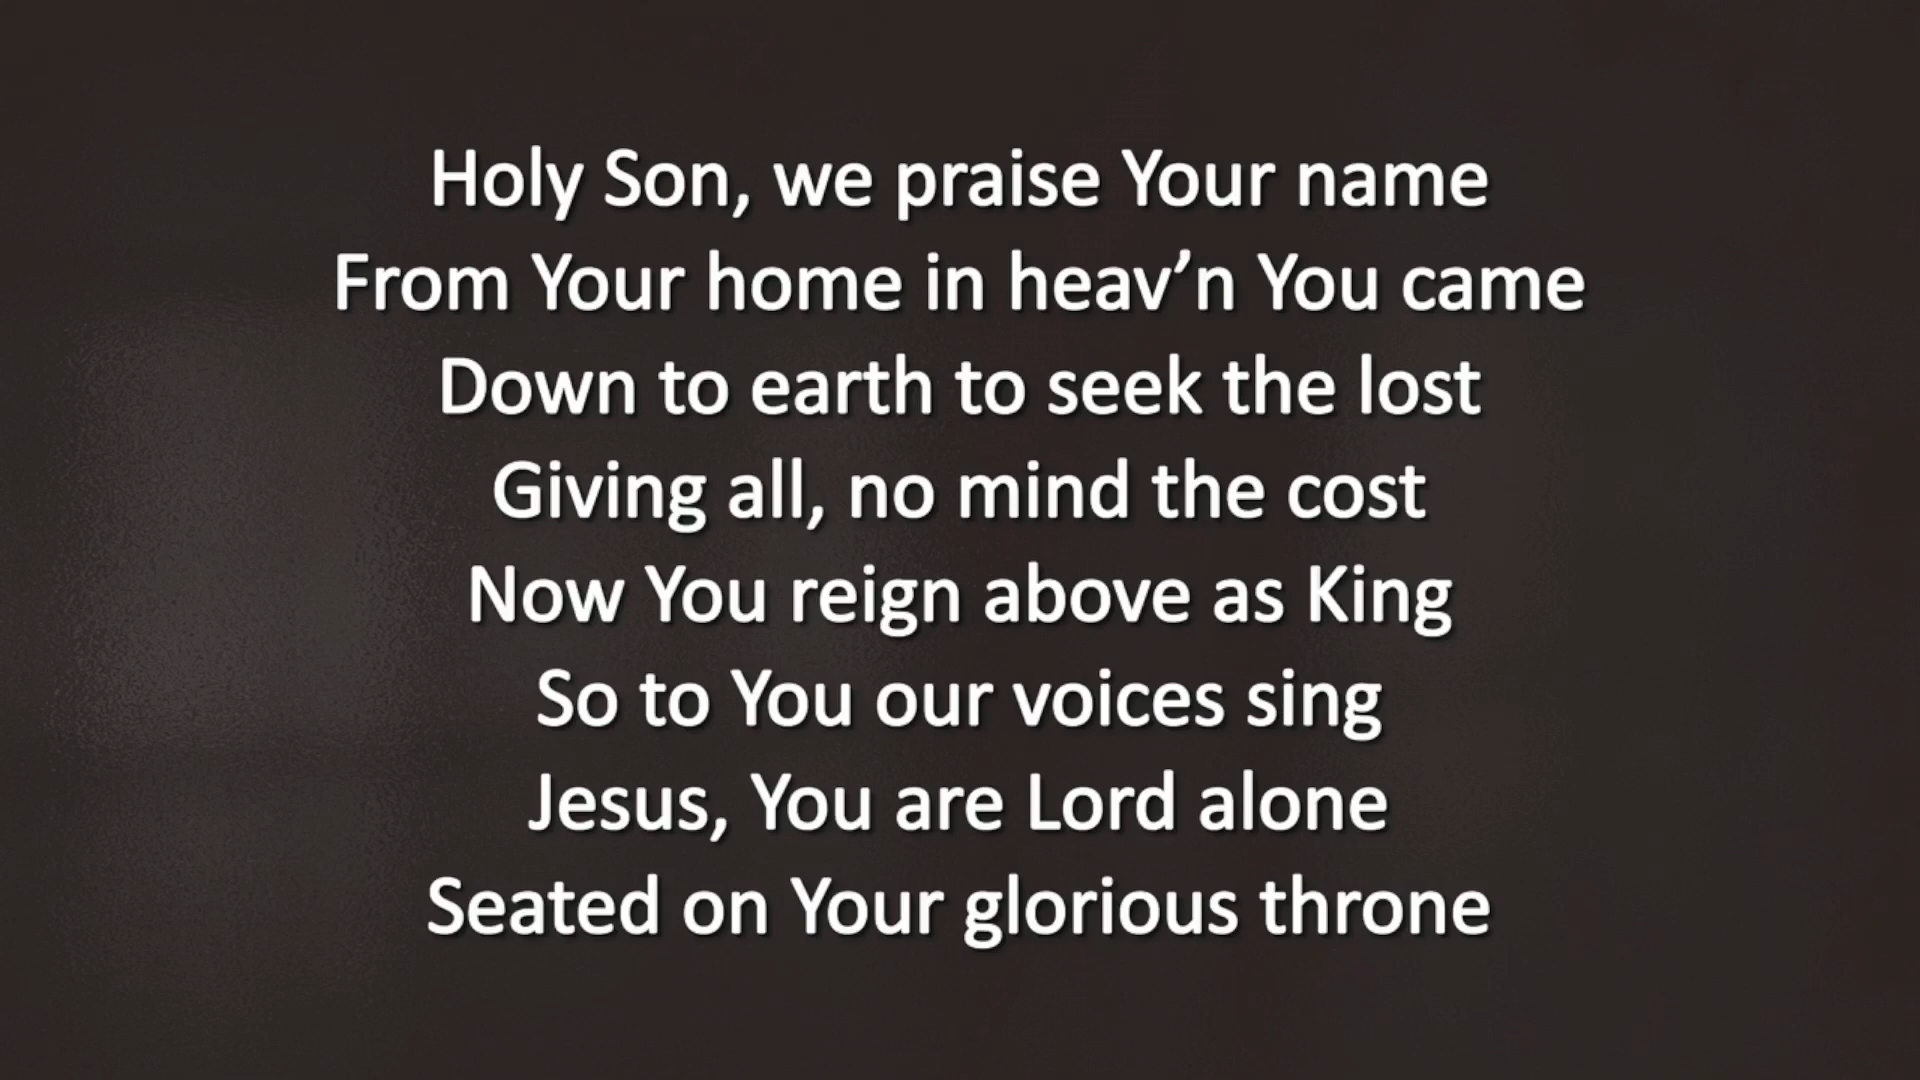 Holy Son, we praise Your name
From Your home in heav’n You came
Down to earth to seek the lost
Giving all, no mind the cost
Now You reign above as King
So to You our voices sing
Jesus, You are Lord alone
Seated on Your glorious throne